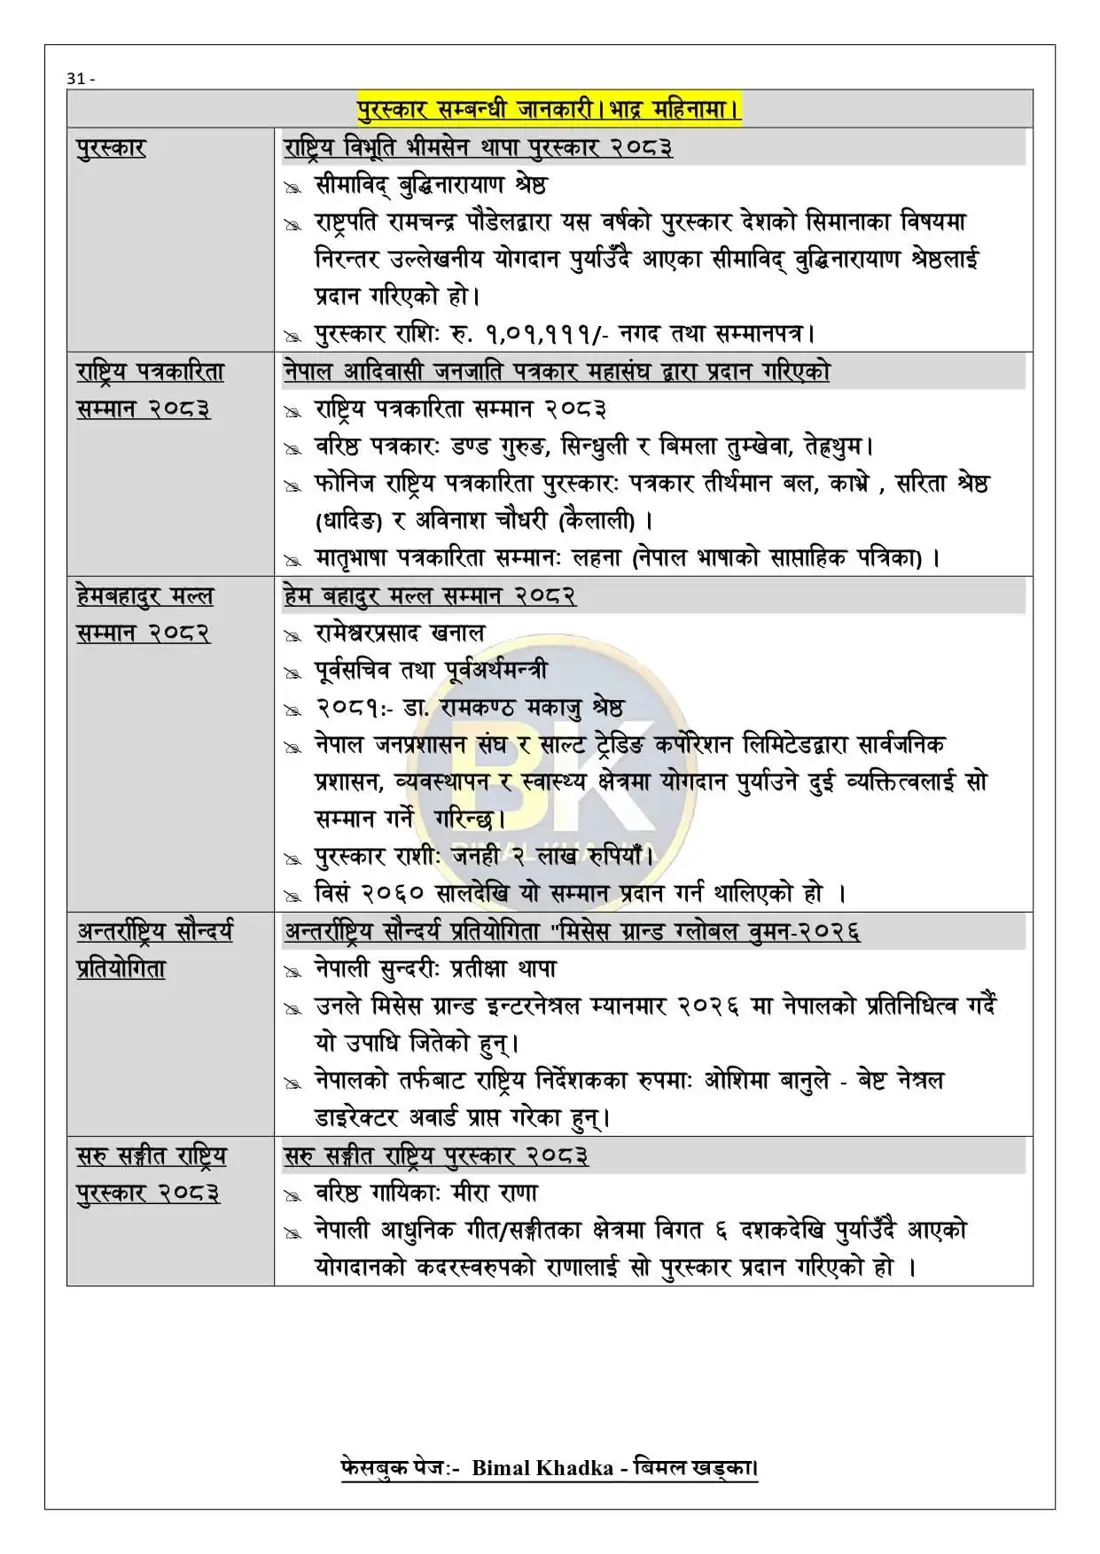 31 -
पुरस्कार सम्बन्धी जानकारी। भाद्र महिनामा।
पुरस्कार
राष्ट्रिय विभूति भीमसेन थापा पुरस्कार २०८३
सीमाविद् बुद्धिनारायाण श्रेष्ठ
राष्ट्रपति रामचन्द्र पौडेलद्वारा यस वर्षको पुरस्कार देशको सिमानाका विषयमा
निरन्तर उल्लेखनीय योगदान पुर्याउँदै आएका सीमाविद् बुद्धिनारायाण श्रेष्ठलाई
प्रदान गरिएको हो।
पुरस्कार राशिः रु. १,०१,१११/- नगद तथा सम्मानपत्र।
राष्ट्रिय पत्रकारिता
सम्मान २०८३
नेपाल आदिवासी जनजाति पत्रकार महासंघ द्वारा प्रदान गरिएको
राष्ट्रिय पत्रकारिता सम्मान २०८३
वरिष्ठ पत्रकारः डण्ड गुरुङ, सिन्धुली र बिमला तुम्खेवा, तेह्रथुम।
फोनिज राष्ट्रिय पत्रकारिता पुरस्कारः पत्रकार तीर्थमान बल, काभ्रे , सरिता श्रेष्ठ
(धादिङ) र अविनाश चौधरी (कैलाली) ।
मातृभाषा पत्रकारिता सम्मानः लहना (नेपाल भाषाको साप्ताहिक पत्रिका) ।
हेमबहादुर मल्ल
सम्मान २०८२
हेम बहादुर मल्ल सम्मान २०८२
रामेश्वरप्रसाद खनाल
पूर्वसचिव तथा पूर्वअर्थमन्त्री
२०८१:- डा. रामकण्ठ मकाजु श्रेष्ठ
नेपाल जनप्रशासन संघ र साल्ट ट्रेडिङ कर्पोरेशन लिमिटेडद्वारा सार्वजनिक
प्रशासन, व्यवस्थापन र स्वास्थ्य क्षेत्रमा योगदान पुर्याउने दुई व्यक्तित्वलाई सो
सम्मान गर्ने गरिन्छ।
पुरस्कार राशीः जनही २ लाख रुपियाँ।
विसं २०६० सालदेखि यो सम्मान प्रदान गर्न थालिएको हो ।
BK
BIMAL KHADKA
अन्तर्राष्ट्रिय सौन्दर्य
प्रतियोगिता
अन्तर्राष्ट्रिय सौन्दर्य प्रतियोगिता "मिसेस ग्रान्ड ग्लोबल वुमन-२०२६
नेपाली सुन्दरीः प्रतीक्षा थापा
उनले मिसेस ग्रान्ड इन्टरनेश्नल म्यानमार २०२६ मा नेपालको प्रतिनिधित्व गर्दै
यो उपाधि जितेको हुन्।
नेपालको तर्फबाट राष्ट्रिय निर्देशकका रुपमाः ओशिमा बानुले - बेष्ट नेश्नल
डाइरेक्टर अवार्ड प्राप्त गरेका हुन्।
सरु सङ्गीत राष्ट्रिय
पुरस्कार २०८३
सरु सङ्गीत राष्ट्रिय पुरस्कार २०८३
वरिष्ठ गायिकाः मीरा राणा
नेपाली आधुनिक गीत/सङ्गीतका क्षेत्रमा विगत ६ दशकदेखि पुर्याउँदै आएको
योगदानको कदरस्वरुपको राणालाई सो पुरस्कार प्रदान गरिएको हो ।
फेसबुक पेजः- Bimal Khadka - बिमल खड्का।